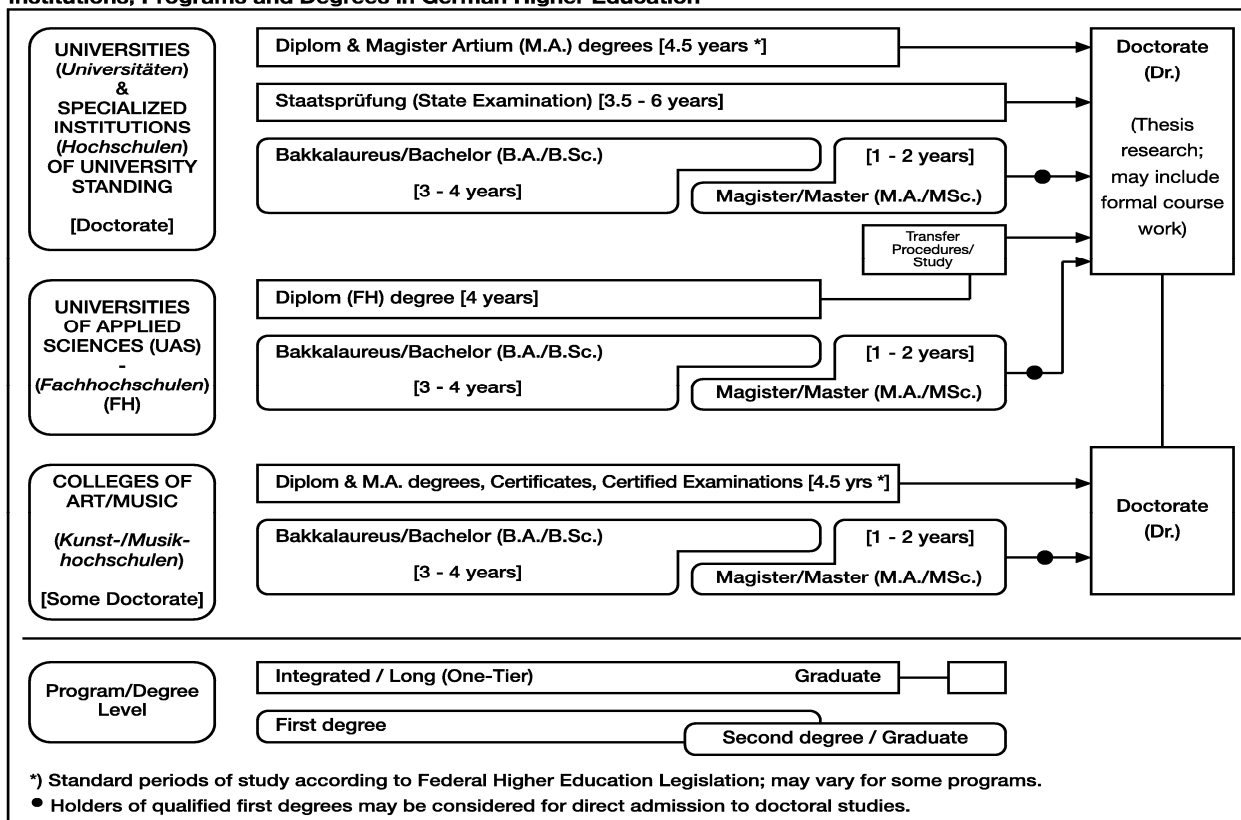 Institutions, Programs and Degrees in German Higher Education
UNIVERSITIES
(Universitäten)
&
SPECIALIZED
INSTITUTIONS
(Hochschulen)
OF UNIVERSITY
STANDING
[Doctorate]
Diplom & Magister Artium (M.A.) degrees [4.5 years *]
Staatsprüfung (State Examination) [3.5 - 6 years]
Bakkalaureus/Bachelor (B.A./B.Sc.)
[3 - 4 years]
[1 - 2 years]
Magister/Master (M.A./MSc.)
Doctorate
(Dr.)
(Thesis
research;
may include
formal course
work)
Transfer
Procedures/
Study
UNIVERSITIES
OF APPLIED
SCIENCES (UAS)
-
(Fachhochschulen)
(FH)
Diplom (FH) degree [4 years]
Bakkalaureus/Bachelor (B.A./B.Sc.)
[3 - 4 years]
[1 - 2 years]
Magister/Master (M.A./MSc.)
COLLEGES OF
ART/MUSIC
(Kunst-/Musik-
hochschulen)
[Some Doctorate]
Diplom & M.A. degrees, Certificates, Certified Examinations [4.5 yrs *]
Bakkalaureus/Bachelor (B.A./B.Sc.)
[3 - 4 years]
[1 - 2 years]
Magister/Master (M.A./MSc.)
Doctorate
(Dr.)
Program/Degree
Level
Integrated / Long (One-Tier) Graduate
First degree
Second degree / Graduate
*) Standard periods of study according to Federal Higher Education Legislation; may vary for some programs.
● Holders of qualified first degrees may be considered for direct admission to doctoral studies.